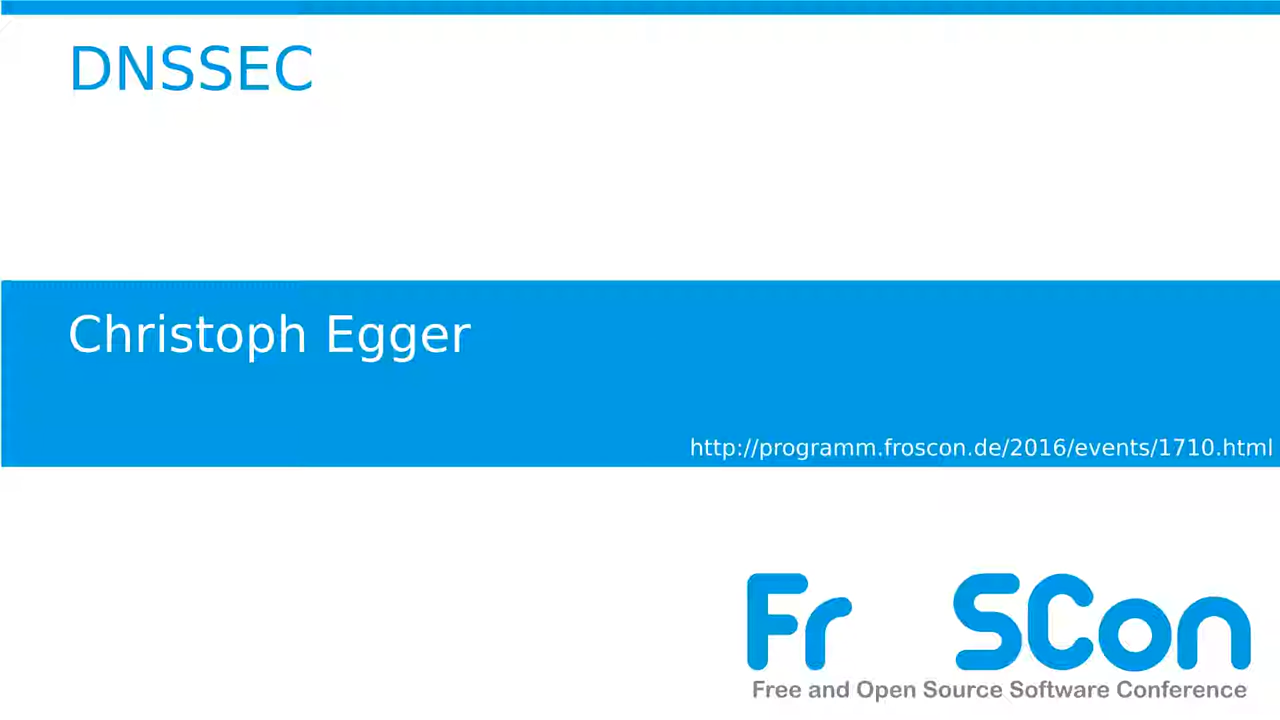 DNSSEC
Christoph Egger
http://programm.froscon.de/2016/events/1710.html
Fr SCon
Free and Open Source Software Conference